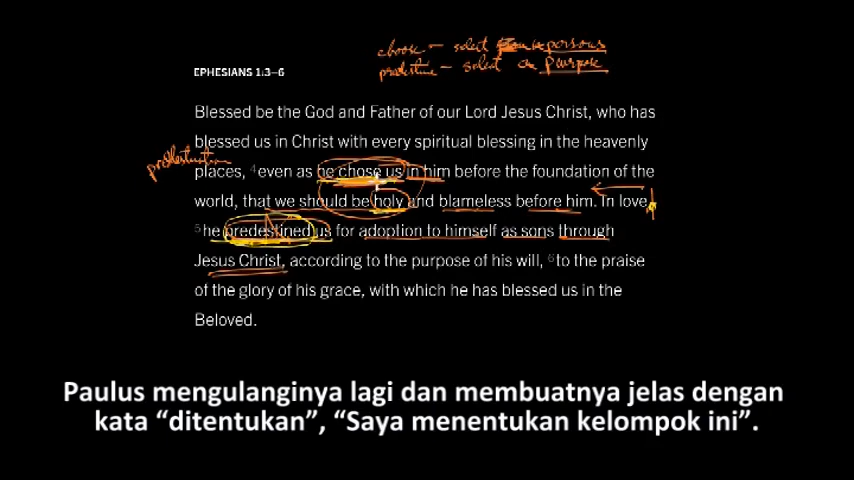 choose – select persons
predestine – select a purpose
EPHESIANS 1:3–6
Blessed be the God and Father of our Lord Jesus Christ, who has
blessed us in Christ with every spiritual blessing in the heavenly
predestination
places, 4 even as he chose us in him before the foundation of the
world, that we should be holy and blameless before him. In love
5 he predestined us for adoption to himself as sons through
Jesus Christ, according to the purpose of his will, 6 to the praise
of the glory of his grace, with which he has blessed us in the
Beloved.
Paulus mengulanginya lagi dan membuatnya jelas dengan
kata “ditentukan”, “Saya menentukan kelompok ini”.